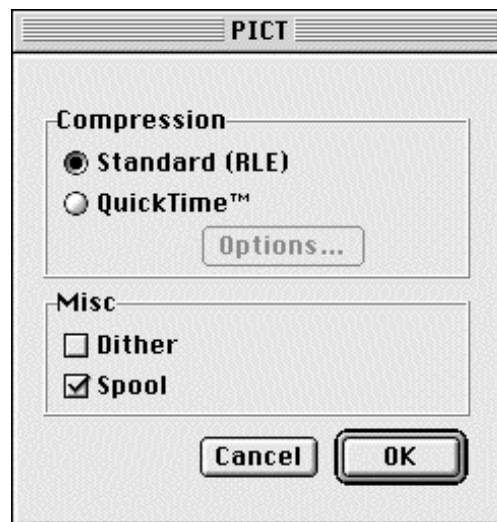 PICT
Compression
Standard (RLE)
QuickTime™
Options...
Misc
Dither
Spool
Cancel OK